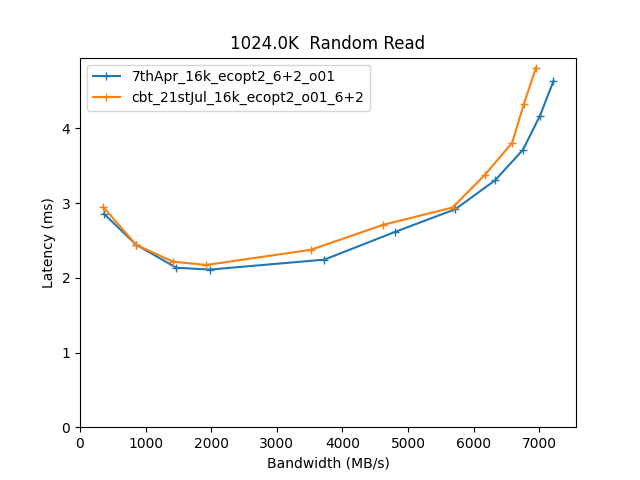 1024.0K  Random Read
7thApr_16k_ecopt2_6+2_o01
cbt_21stJul_16k_ecopt2_o01_6+2
Latency (ms)
4
3
2
1
0
0 1000 2000 3000 4000 5000 6000 7000
Bandwidth (MB/s)